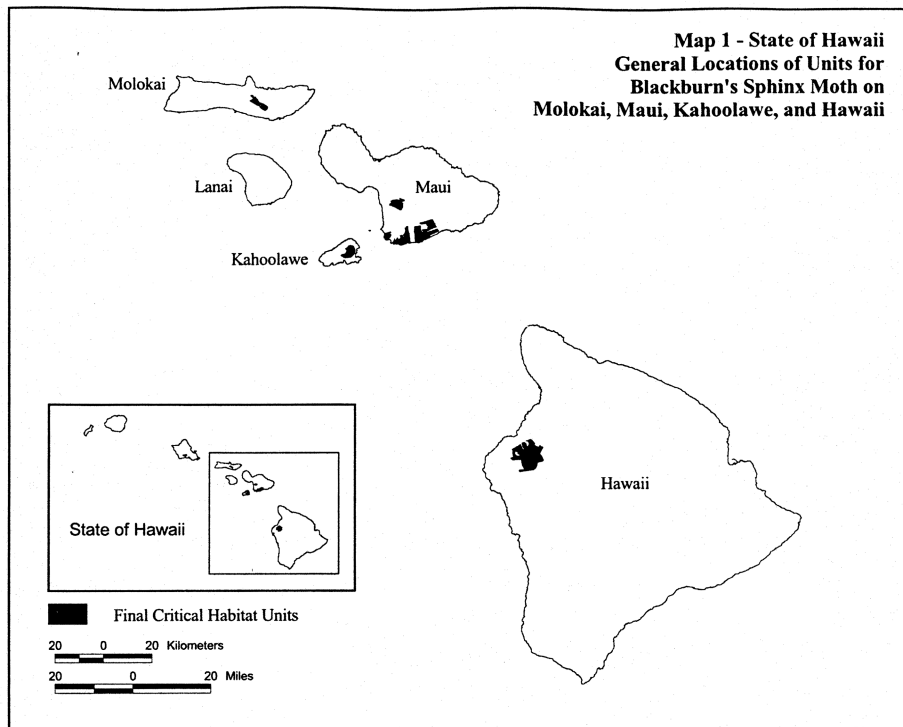 Map 1 - State of Hawaii
General Locations of Units for
Blackburn's Sphinx Moth on
Molokai, Maui, Kahoolawe, and Hawaii
Molokai
Lanai
Maui
Kahoolawe
Hawaii
State of Hawaii
Final Critical Habitat Units
20 0 20 Kilometers
20 0 20 Miles